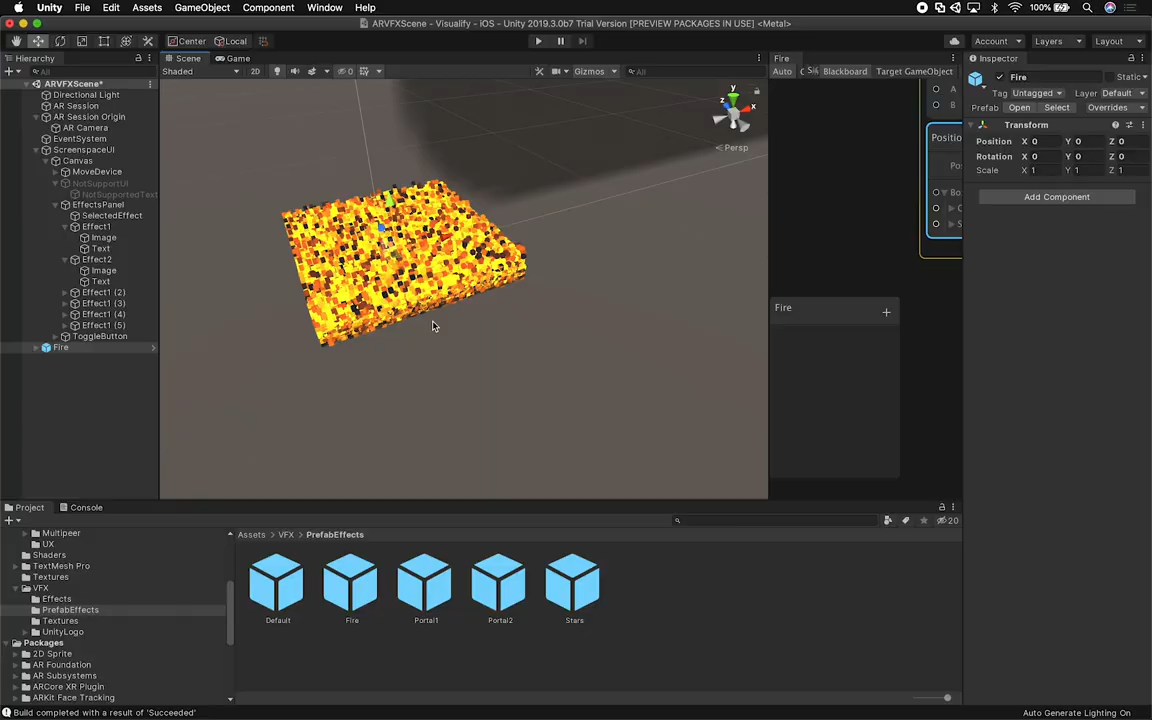 Unity File Edit Assets GameObject Component Window Help 100%
ARVFXScene - Visualify - iOS - Unity 2019.3.0b7 Trial Version [PREVIEW PACKAGES IN USE] <Metal>
Center Local Account Layers Layout
Hierarchy
All
ARVFXScene*
Directional Light
AR Session
AR Session Origin
AR Camera
EventSystem
ScreenspaceUI
Canvas
MoveDevice
NotSupportUI
NotSupportedText
EffectsPanel
SelectedEffect
Effect1
Image
Text
Effect2
Image
Text
Effect1 (2)
Effect1 (3)
Effect1 (4)
Effect1 (5)
ToggleButton
Fire
Scene Game
Shaded 2D 0 Gizmos All
y
z x
Persp
Fire
Auto Blackboard Target GameObject
A
B
Positio
Fire
Inspector
Fire Static
Tag Untagged Layer Default
Prefab Open Select Overrides
Transform
Position X 0 Y 0 Z 0
Rotation X 0 Y 0 Z 0
Scale X 1 Y 1 Z 1
Add Component
Project Console
20
Multipeer
UX
Shaders
TextMesh Pro
Textures
VFX
Effects
PrefabEffects
Textures
UnityLogo
Packages
2D Sprite
AR Foundation
AR Subsystems
ARCore XR Plugin
ARKit Face Tracking
Assets > VFX > PrefabEffects
Default Fire Portal1 Portal2 Stars
Build completed with a result of 'Succeeded' Auto Generate Lighting On